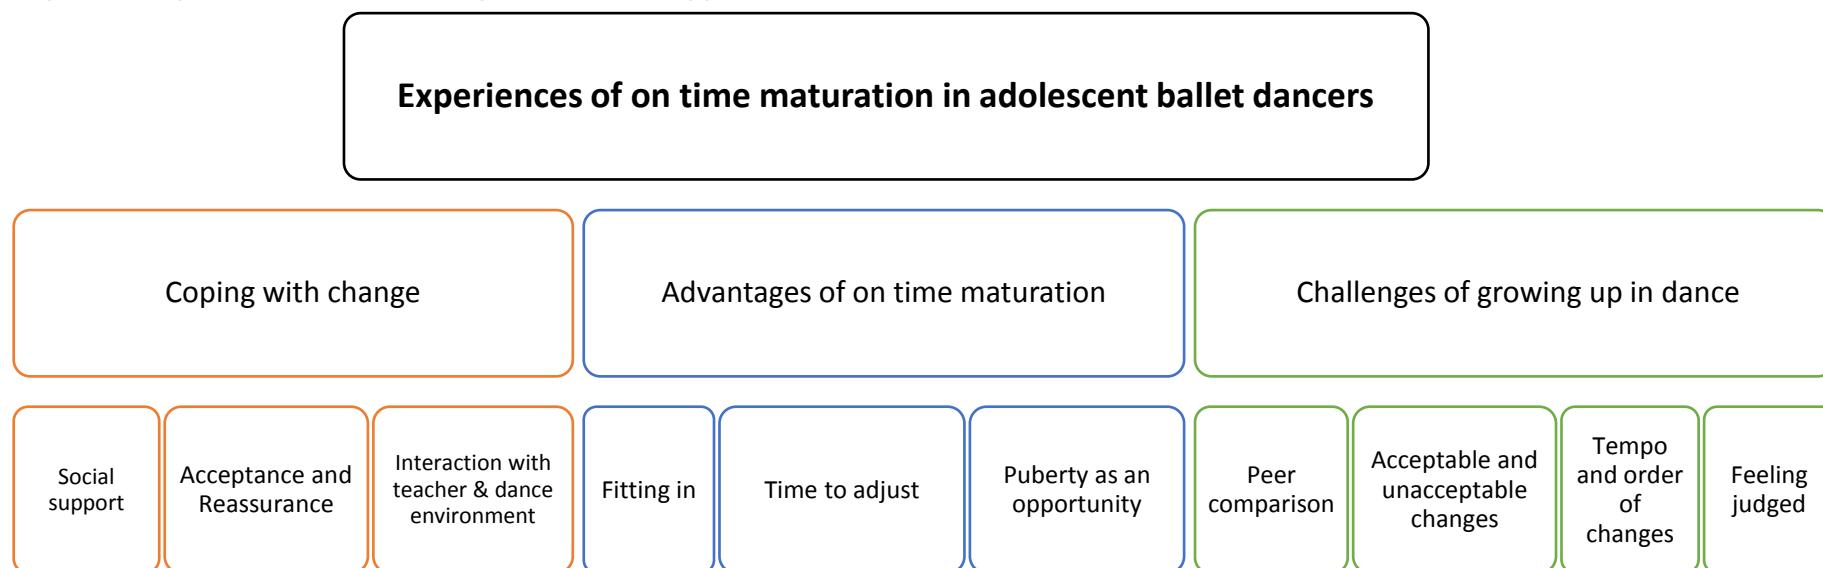 Experiences of on time maturation in adolescent ballet dancers
Coping with change
Advantages of on time maturation
Challenges of growing up in dance
Social
support
Acceptance and
Reassurance
Interaction with
teacher & dance
environment
Fitting in
Time to adjust
Puberty as an
opportunity
Peer
comparison
Acceptable and
unacceptable
changes
Tempo
and order
of
changes
Feeling
judged